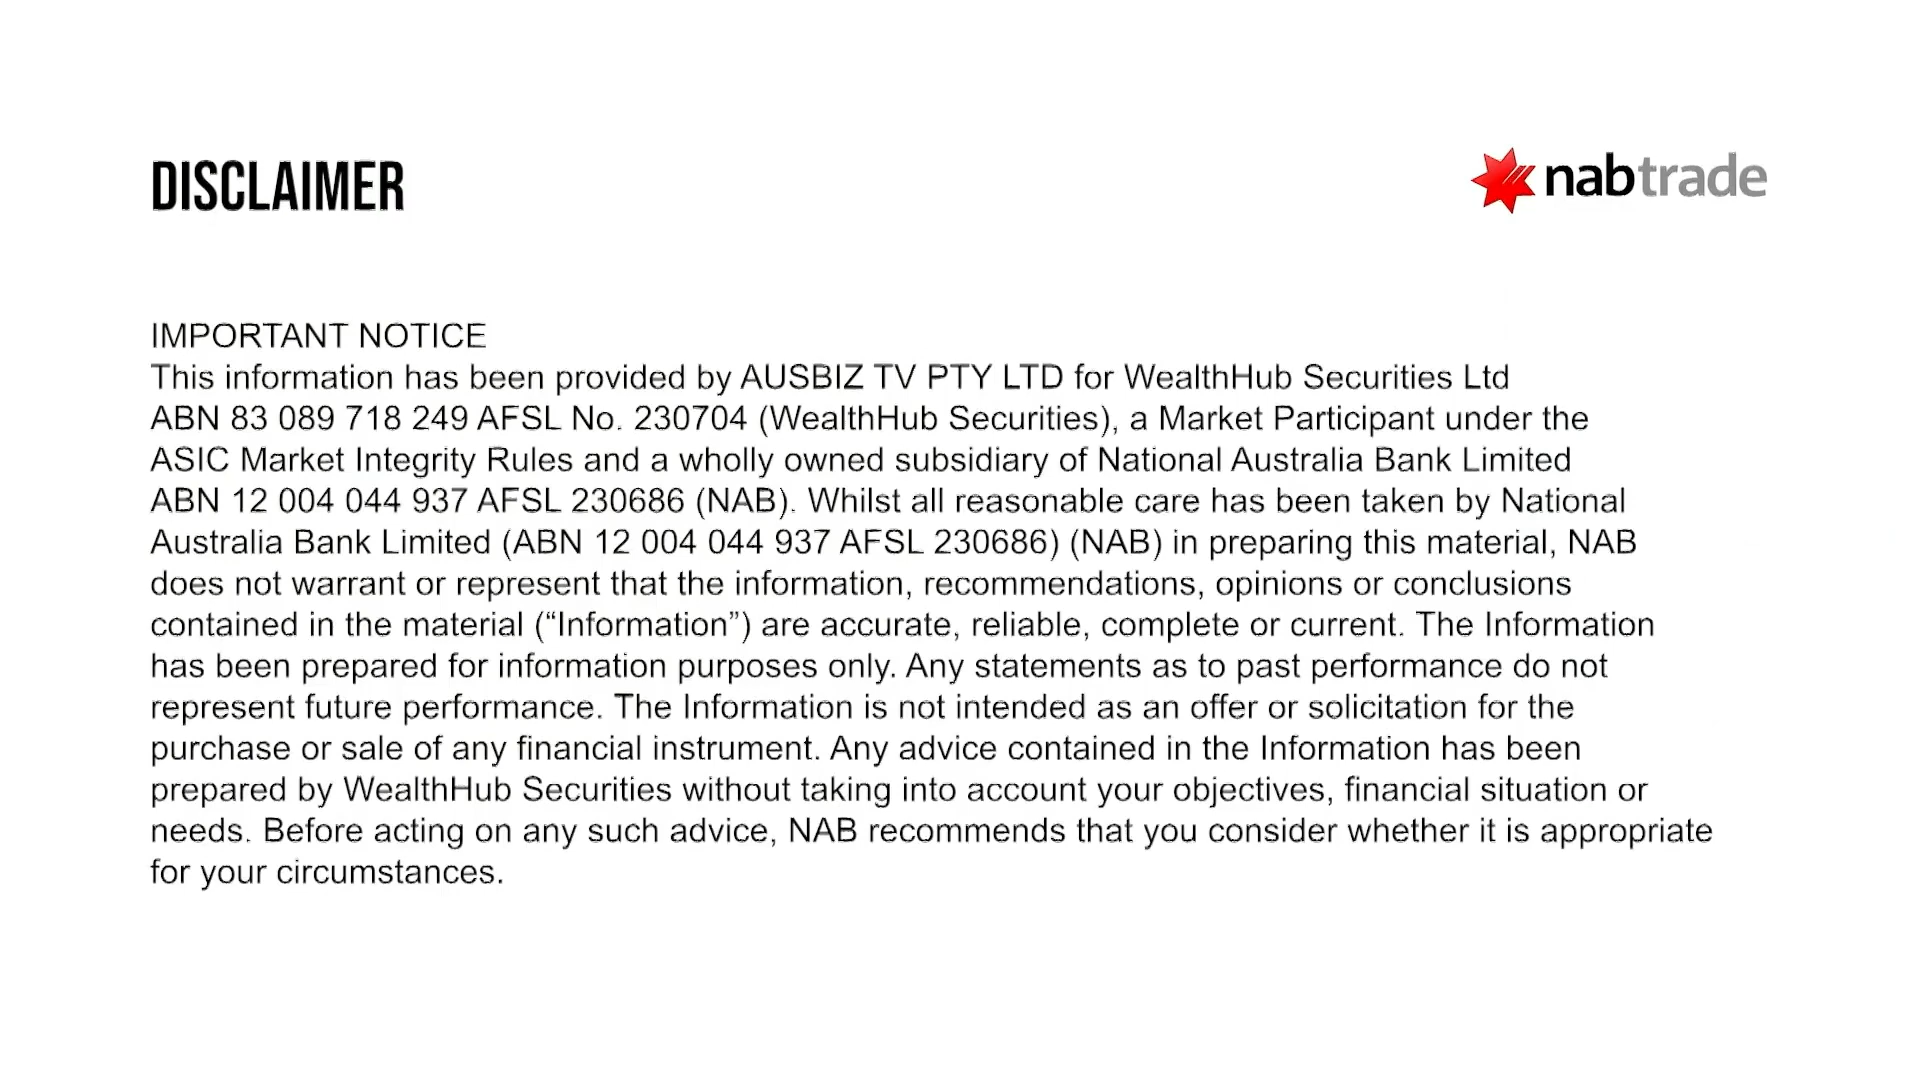 DISCLAIMER
nabtrade
IMPORTANT NOTICE
This information has been provided by AUSBIZ TV PTY LTD for WealthHub Securities Ltd
ABN 83 089 718 249 AFSL No. 230704 (WealthHub Securities), a Market Participant under the
ASIC Market Integrity Rules and a wholly owned subsidiary of National Australia Bank Limited
ABN 12 004 044 937 AFSL 230686 (NAB). Whilst all reasonable care has been taken by National
Australia Bank Limited (ABN 12 004 044 937 AFSL 230686) (NAB) in preparing this material, NAB
does not warrant or represent that the information, recommendations, opinions or conclusions
contained in the material (“Information”) are accurate, reliable, complete or current. The Information
has been prepared for information purposes only. Any statements as to past performance do not
represent future performance. The Information is not intended as an offer or solicitation for the
purchase or sale of any financial instrument. Any advice contained in the Information has been
prepared by WealthHub Securities without taking into account your objectives, financial situation or
needs. Before acting on any such advice, NAB recommends that you consider whether it is appropriate
for your circumstances.